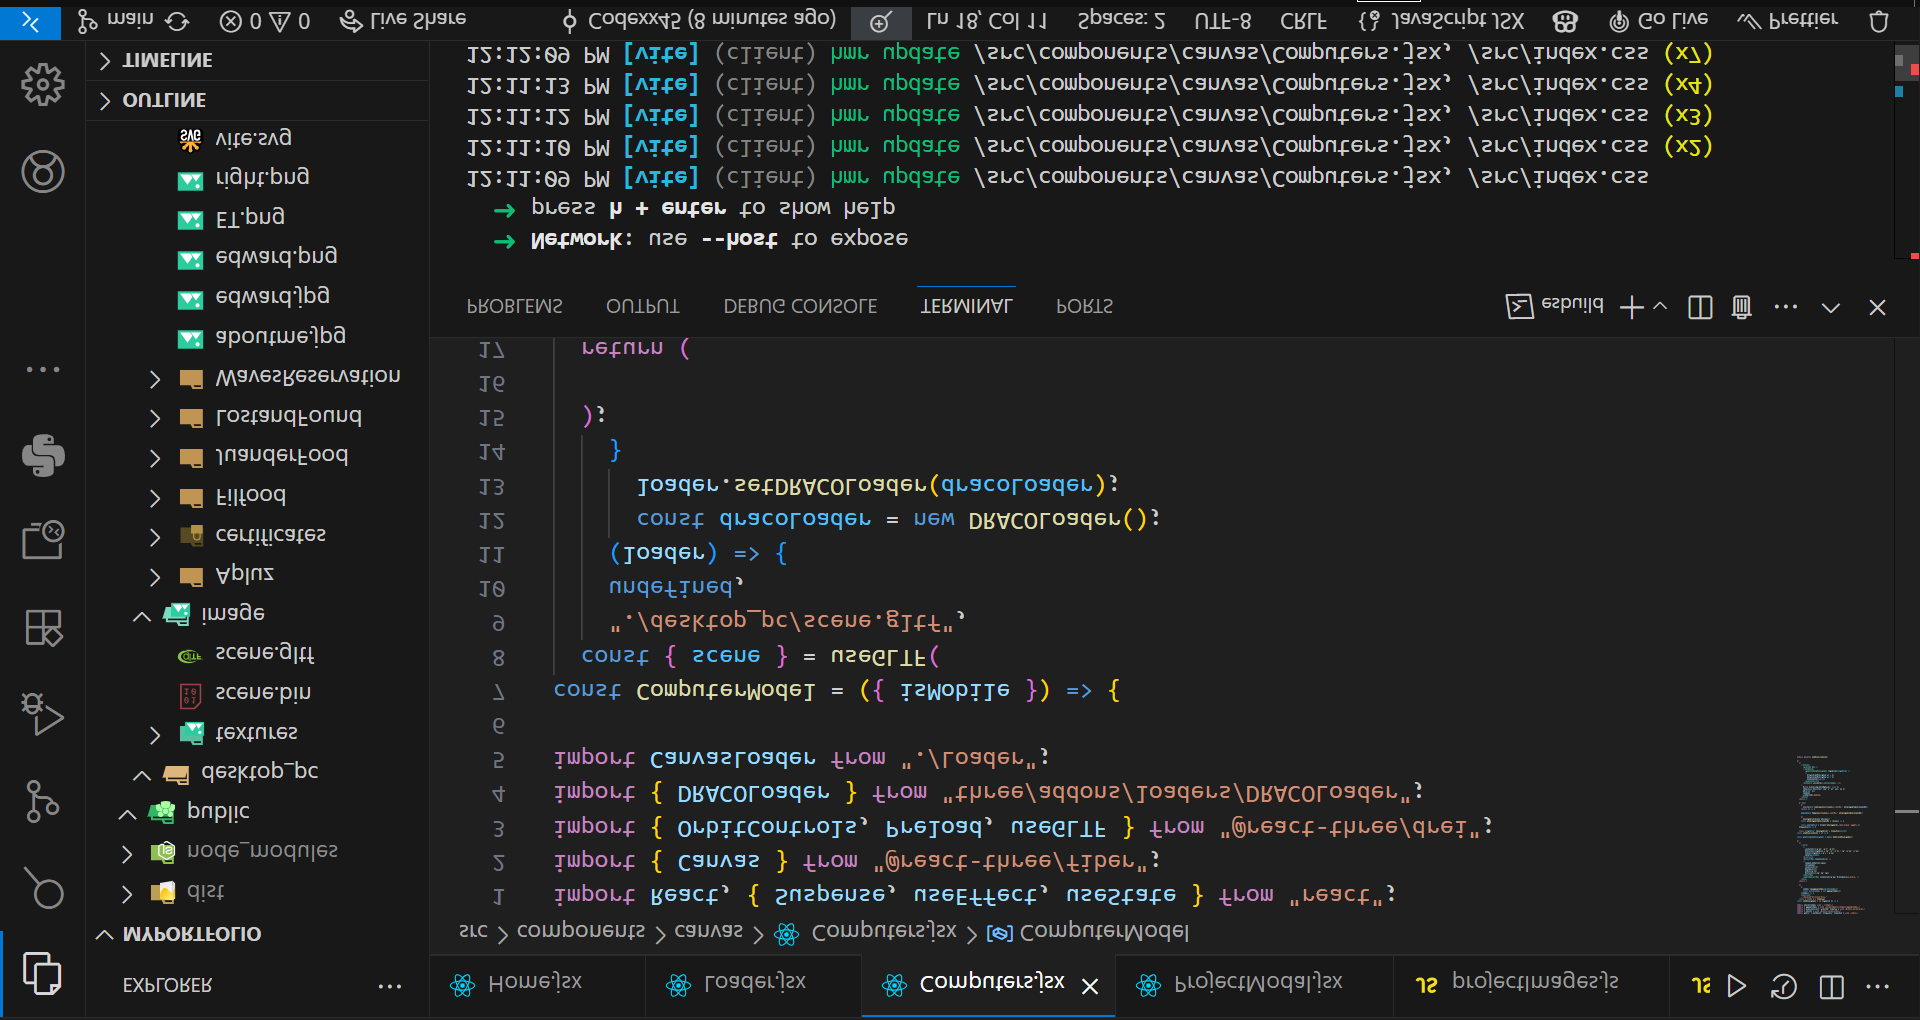 Home.jsx
Loader.jsx
Computers.jsx
ProjectModal.jsx
JS projectImages.js
JS
EXPLORER
MYPORTFOLIO
dist
node_modules
public
desktop_pc
textures
scene.bin
scene.gltf
image
Apluz
certificates
Filfood
JuanderFood
LostandFound
WavesReservation
aboutme.jpg
edward.jpg
edward.png
ET.png
right.png
vite.svg
OUTLINE
TIMELINE
src > components > canvas > Computers.jsx > ComputerModel
1 import React, { Suspense, useEffect, useState } from "react";
2 import { Canvas } from "@react-three/fiber";
3 import { OrbitControls, Preload, useGLTF } from "@react-three/drei";
4 import { DRACOLoader } from "three/addons/loaders/DRACOLoader";
5 import CanvasLoader from "./Loader";
6
7 const ComputerModel = ({ isMobile }) => {
8 const { scene } = useGLTF(
9 "./desktop_pc/scene.gltf",
10 undefined,
11 (loader) => {
12 const dracoLoader = new DRACOLoader();
13 loader.setDRACOLoader(dracoLoader);
14 }
15 );
16
17 return (
PROBLEMS OUTPUT DEBUG CONSOLE TERMINAL PORTS
esbuild
➜ Network: use --host to expose
➜ press h + enter to show help
12:11:09 PM [vite] (client) hmr update /src/components/canvas/Computers.jsx, /src/index.css
12:11:10 PM [vite] (client) hmr update /src/components/canvas/Computers.jsx, /src/index.css (x2)
12:11:12 PM [vite] (client) hmr update /src/components/canvas/Computers.jsx, /src/index.css (x3)
12:11:13 PM [vite] (client) hmr update /src/components/canvas/Computers.jsx, /src/index.css (x4)
12:12:09 PM [vite] (client) hmr update /src/components/canvas/Computers.jsx, /src/index.css (x7)
main 0 0 Live Share Codexx45 (8 minutes ago) Ln 18, Col 11 Spaces: 2 UTF-8 CRLF JavaScript JSX Go Live Prettier